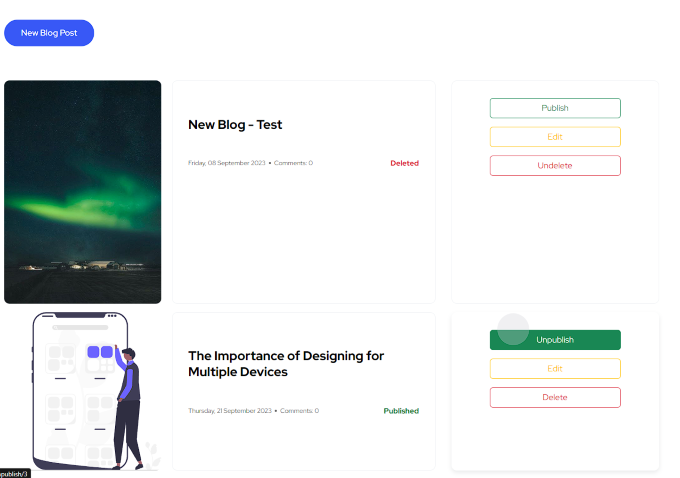 New Blog Post
New Blog - Test
Friday, 08 September 2023 • Comments: 0
Deleted
Publish
Edit
Undelete
The Importance of Designing for
Multiple Devices
Thursday, 21 September 2023 • Comments: 0
Published
Unpublish
Edit
Delete
publish/3